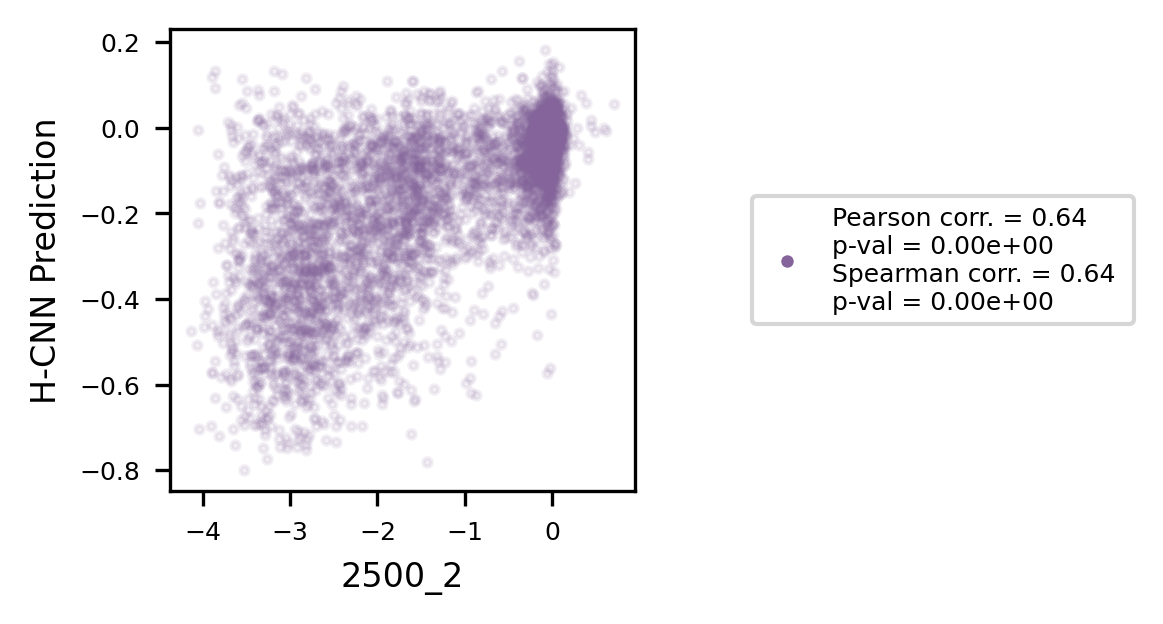 0.2
0.0
−0.2
−0.4
−0.6
−0.8
H-CNN Prediction
−4
−3
−2
−1
0
2500_2
Pearson corr. = 0.64
p-val = 0.00e+00
Spearman corr. = 0.64
p-val = 0.00e+00